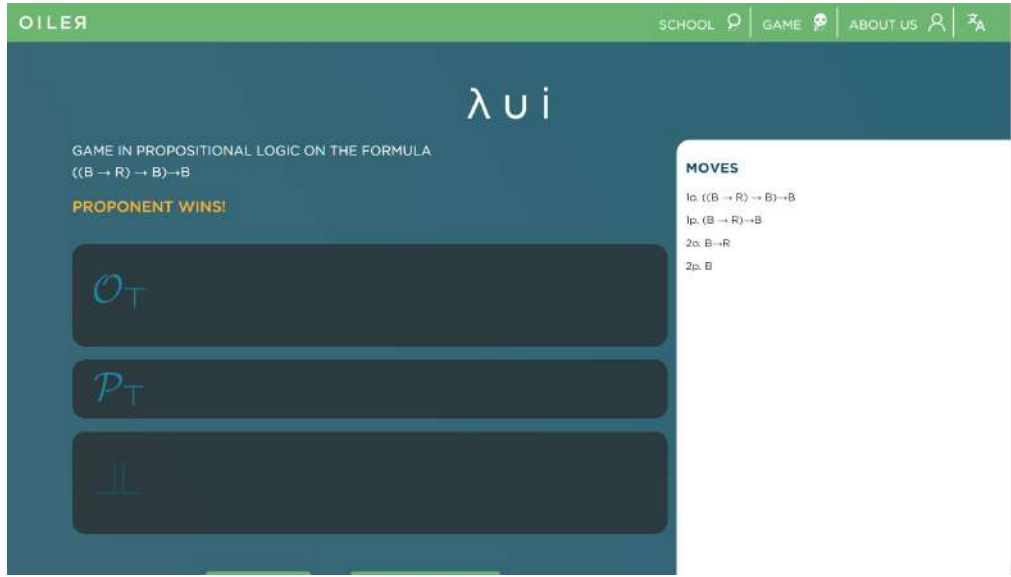 OILEЯ
SCHOOL GAME ABOUT US
λ u i
GAME IN PROPOSITIONAL LOGIC ON THE FORMULA
((B → R) → B)→B
PROPONENT WINS!
𝒪⊤
𝒫⊤
⫫
MOVES
1o. ((B → R) → B)→B
1p. (B → R)→B
2o. B→R
2p. B